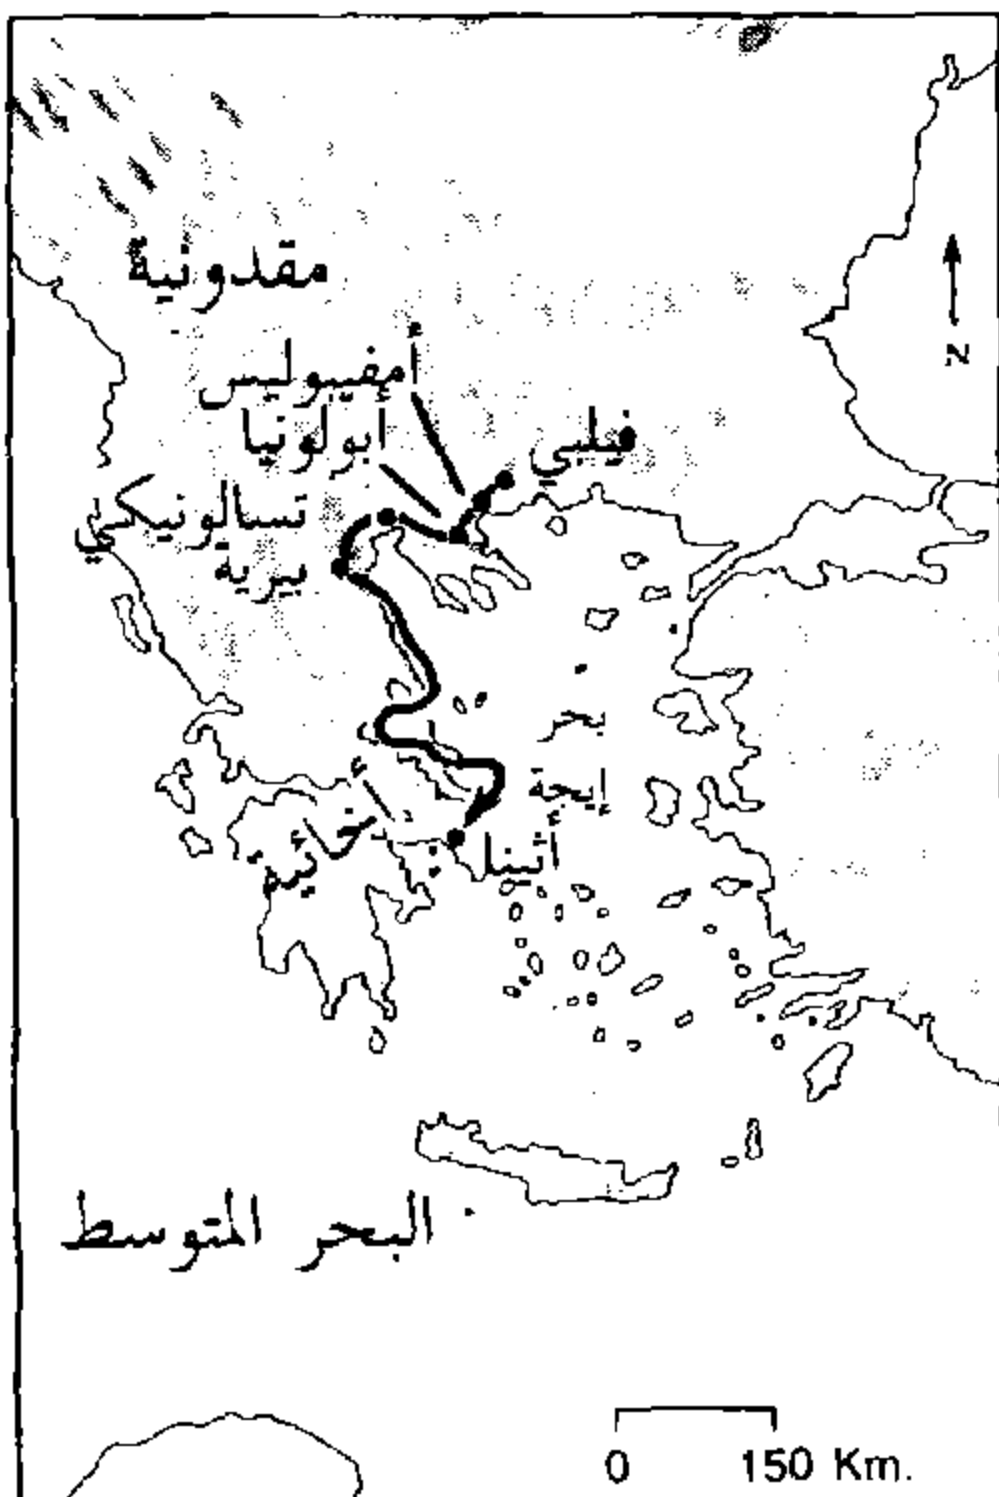 مقدونية
أمفيبوليس
أبولونيا
فيلبي
تسالونيكي
بيرية
بحر
إيجة
أخائية
أثينا
البحر المتوسط
N
0 150 Km.